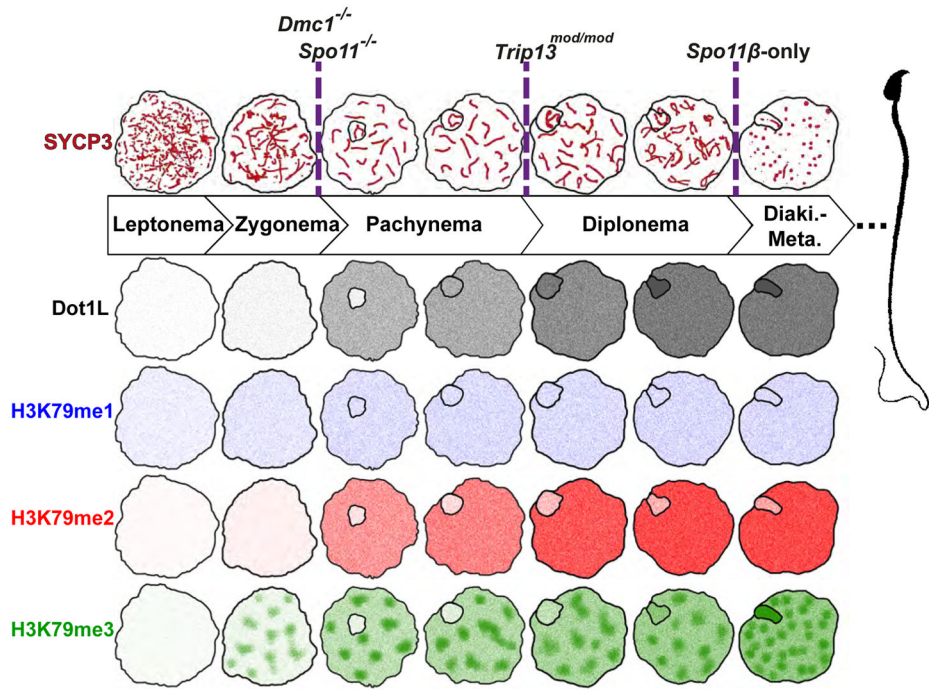 Dmc1-/-
Spo11-/-
Trip13mod/mod
Spo11β-only
SYCP3
Leptonema
Zygonema
Pachynema
Diplonema
Diaki.-
Meta.
...
Dot1L
H3K79me1
H3K79me2
H3K79me3